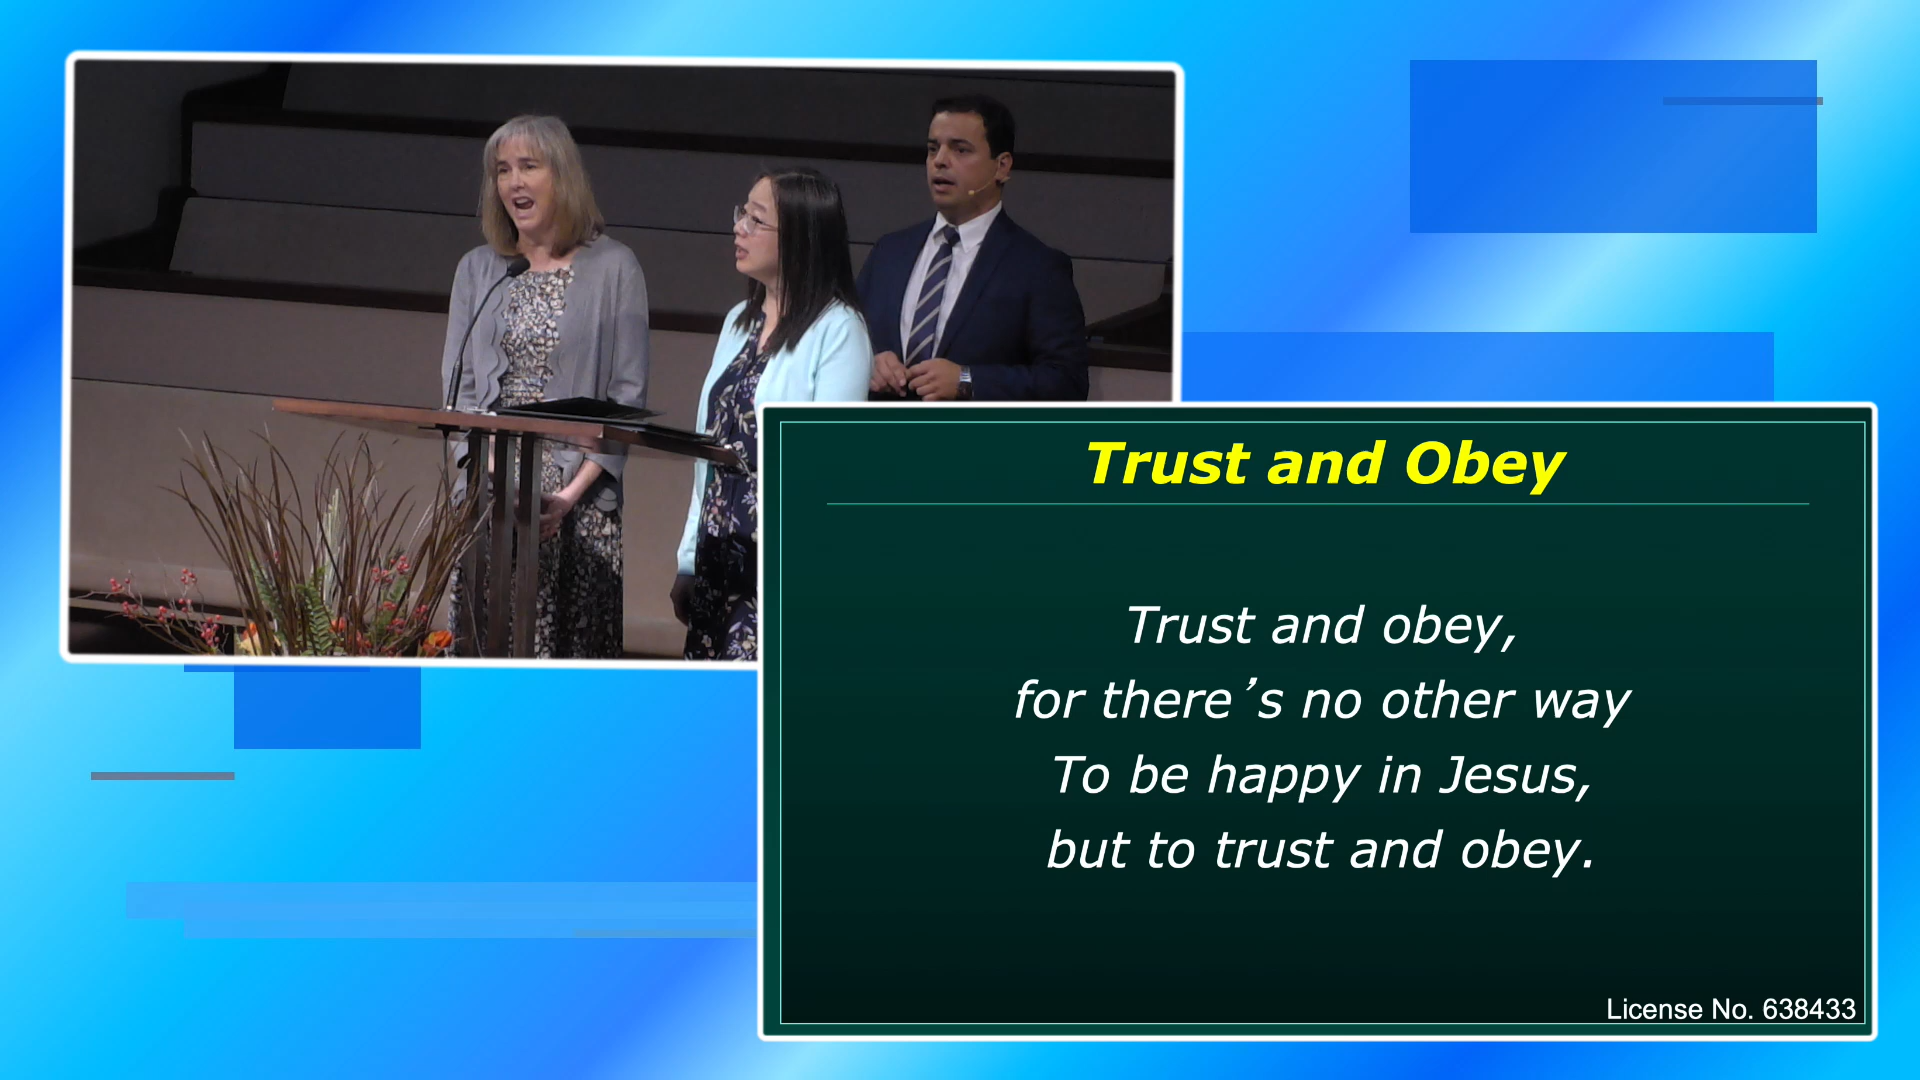 Trust and Obey
Trust and obey,
for there's no other way
To be happy in Jesus,
but to trust and obey.
License No. 638433